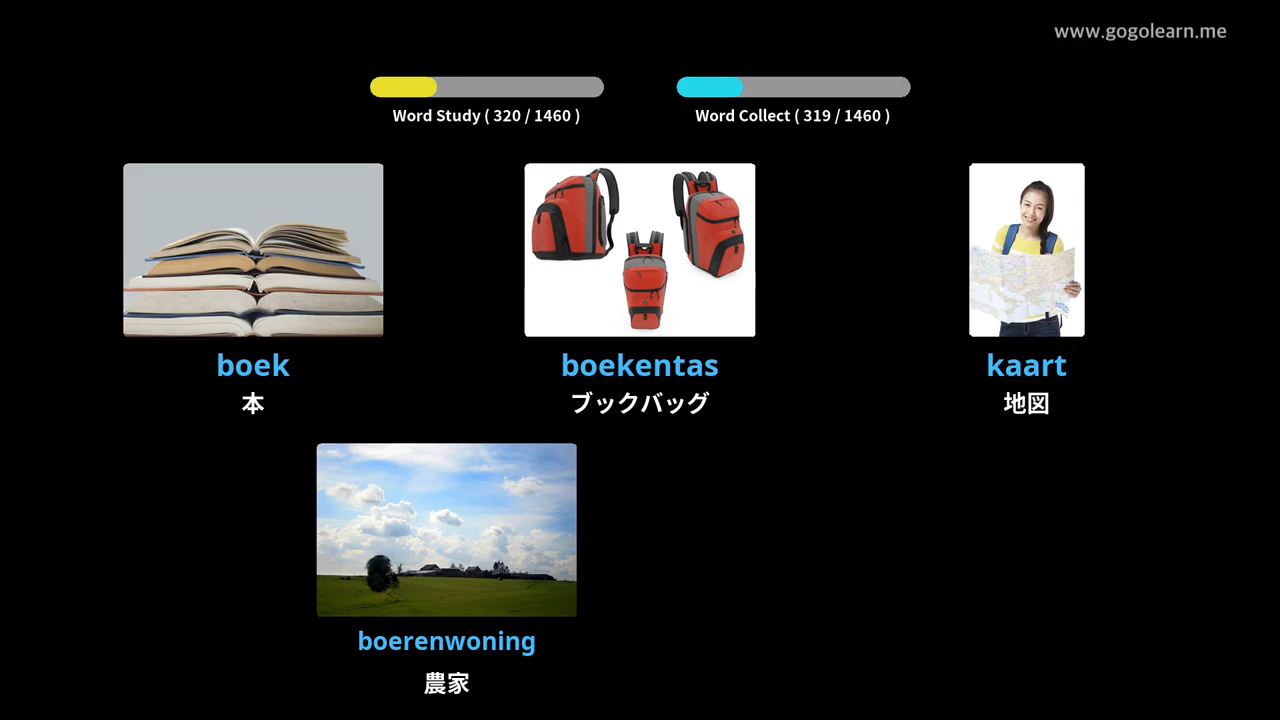 www.gogolearn.me
Word Study ( 320 / 1460 )
Word Collect ( 319 / 1460 )
boek
本
boekentas
ブックバッグ
kaart
地図
boerenwoning
農家